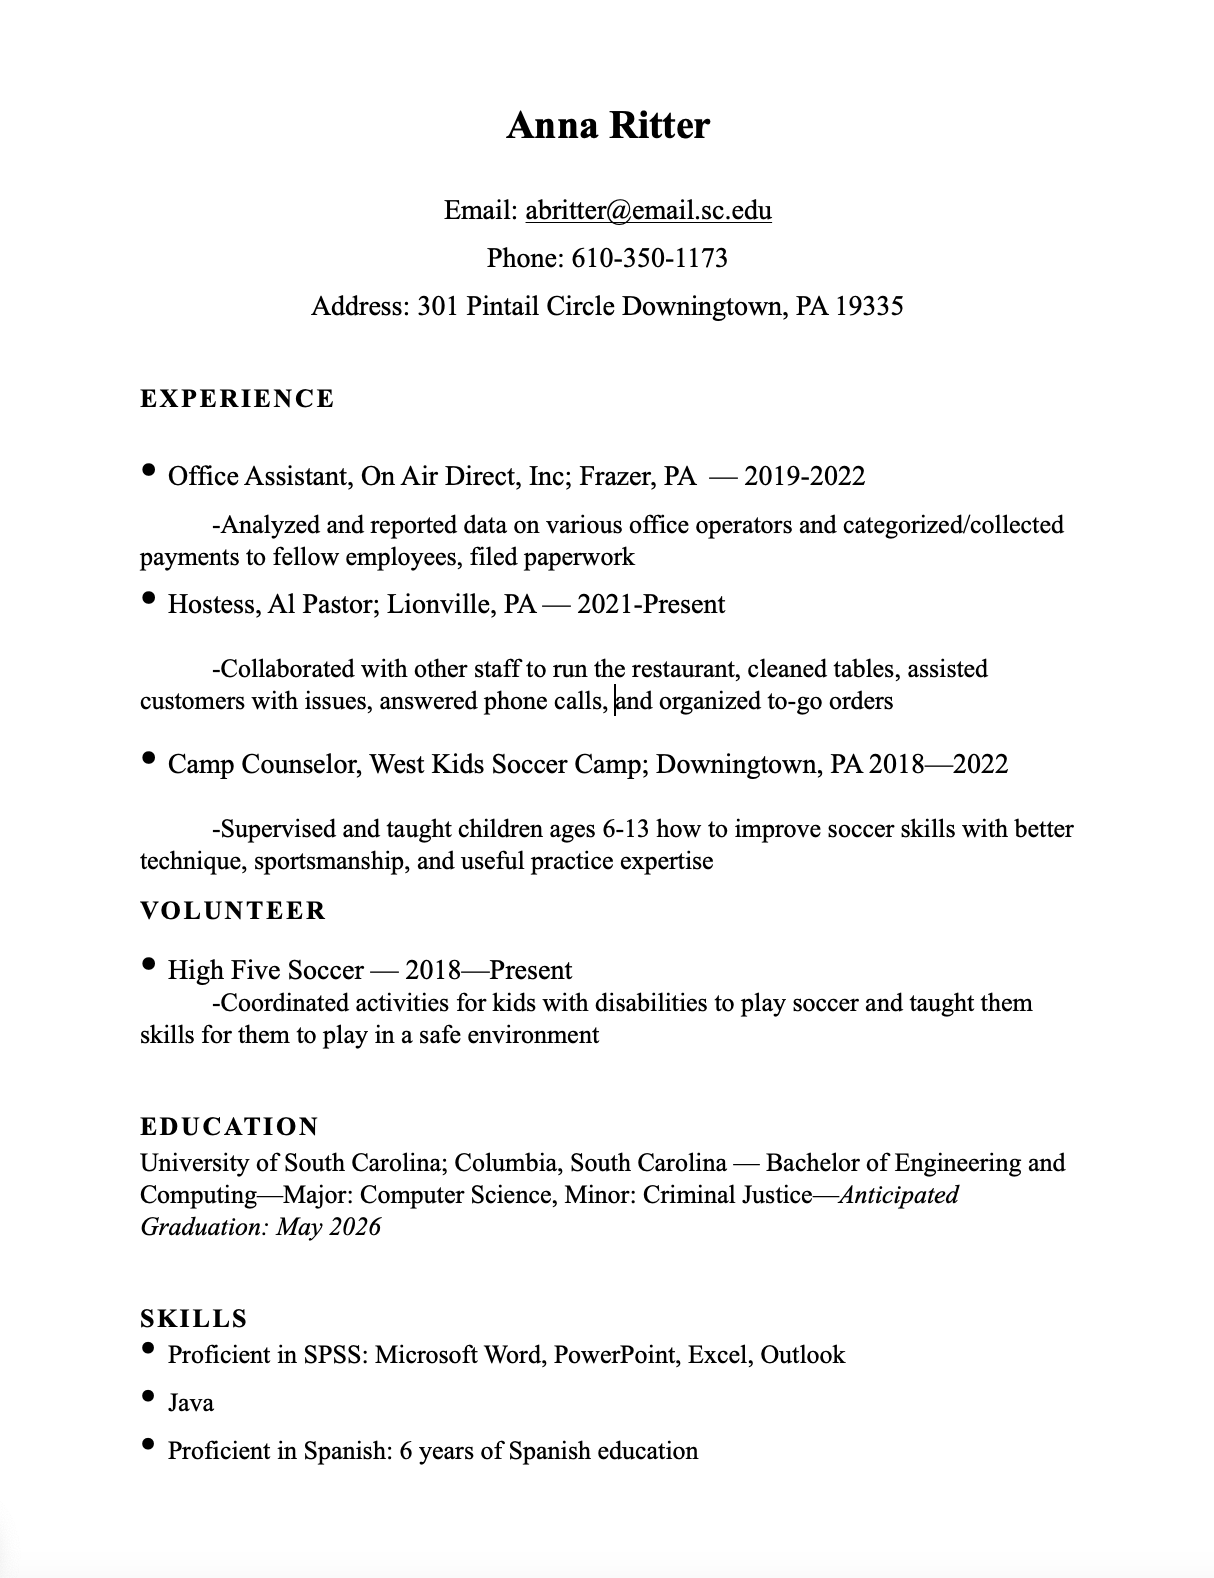 Anna Ritter
Email: abritter@email.sc.edu
Phone: 610-350-1173
Address: 301 Pintail Circle Downingtown, PA 19335
EXPERIENCE
• Office Assistant, On Air Direct, Inc; Frazer, PA — 2019-2022
-Analyzed and reported data on various office operators and categorized/collected
payments to fellow employees, filed paperwork
• Hostess, Al Pastor; Lionville, PA — 2021-Present
-Collaborated with other staff to run the restaurant, cleaned tables, assisted
customers with issues, answered phone calls, and organized to-go orders
• Camp Counselor, West Kids Soccer Camp; Downingtown, PA 2018—2022
-Supervised and taught children ages 6-13 how to improve soccer skills with better
technique, sportsmanship, and useful practice expertise
VOLUNTEER
• High Five Soccer — 2018—Present
-Coordinated activities for kids with disabilities to play soccer and taught them
skills for them to play in a safe environment
EDUCATION
University of South Carolina; Columbia, South Carolina — Bachelor of Engineering and
Computing—Major: Computer Science, Minor: Criminal Justice—Anticipated
Graduation: May 2026
SKILLS
• Proficient in SPSS: Microsoft Word, PowerPoint, Excel, Outlook
• Java
• Proficient in Spanish: 6 years of Spanish education